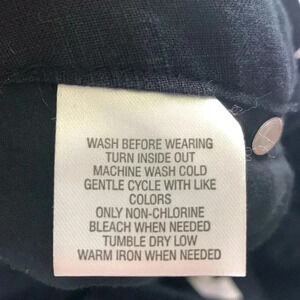 WASH BEFORE WEARING
TURN INSIDE OUT
MACHINE WASH COLD
GENTLE CYCLE WITH LIKE
COLORS
ONLY NON-CHLORINE
BLEACH WHEN NEEDED
TUMBLE DRY LOW
WARM IRON WHEN NEEDED